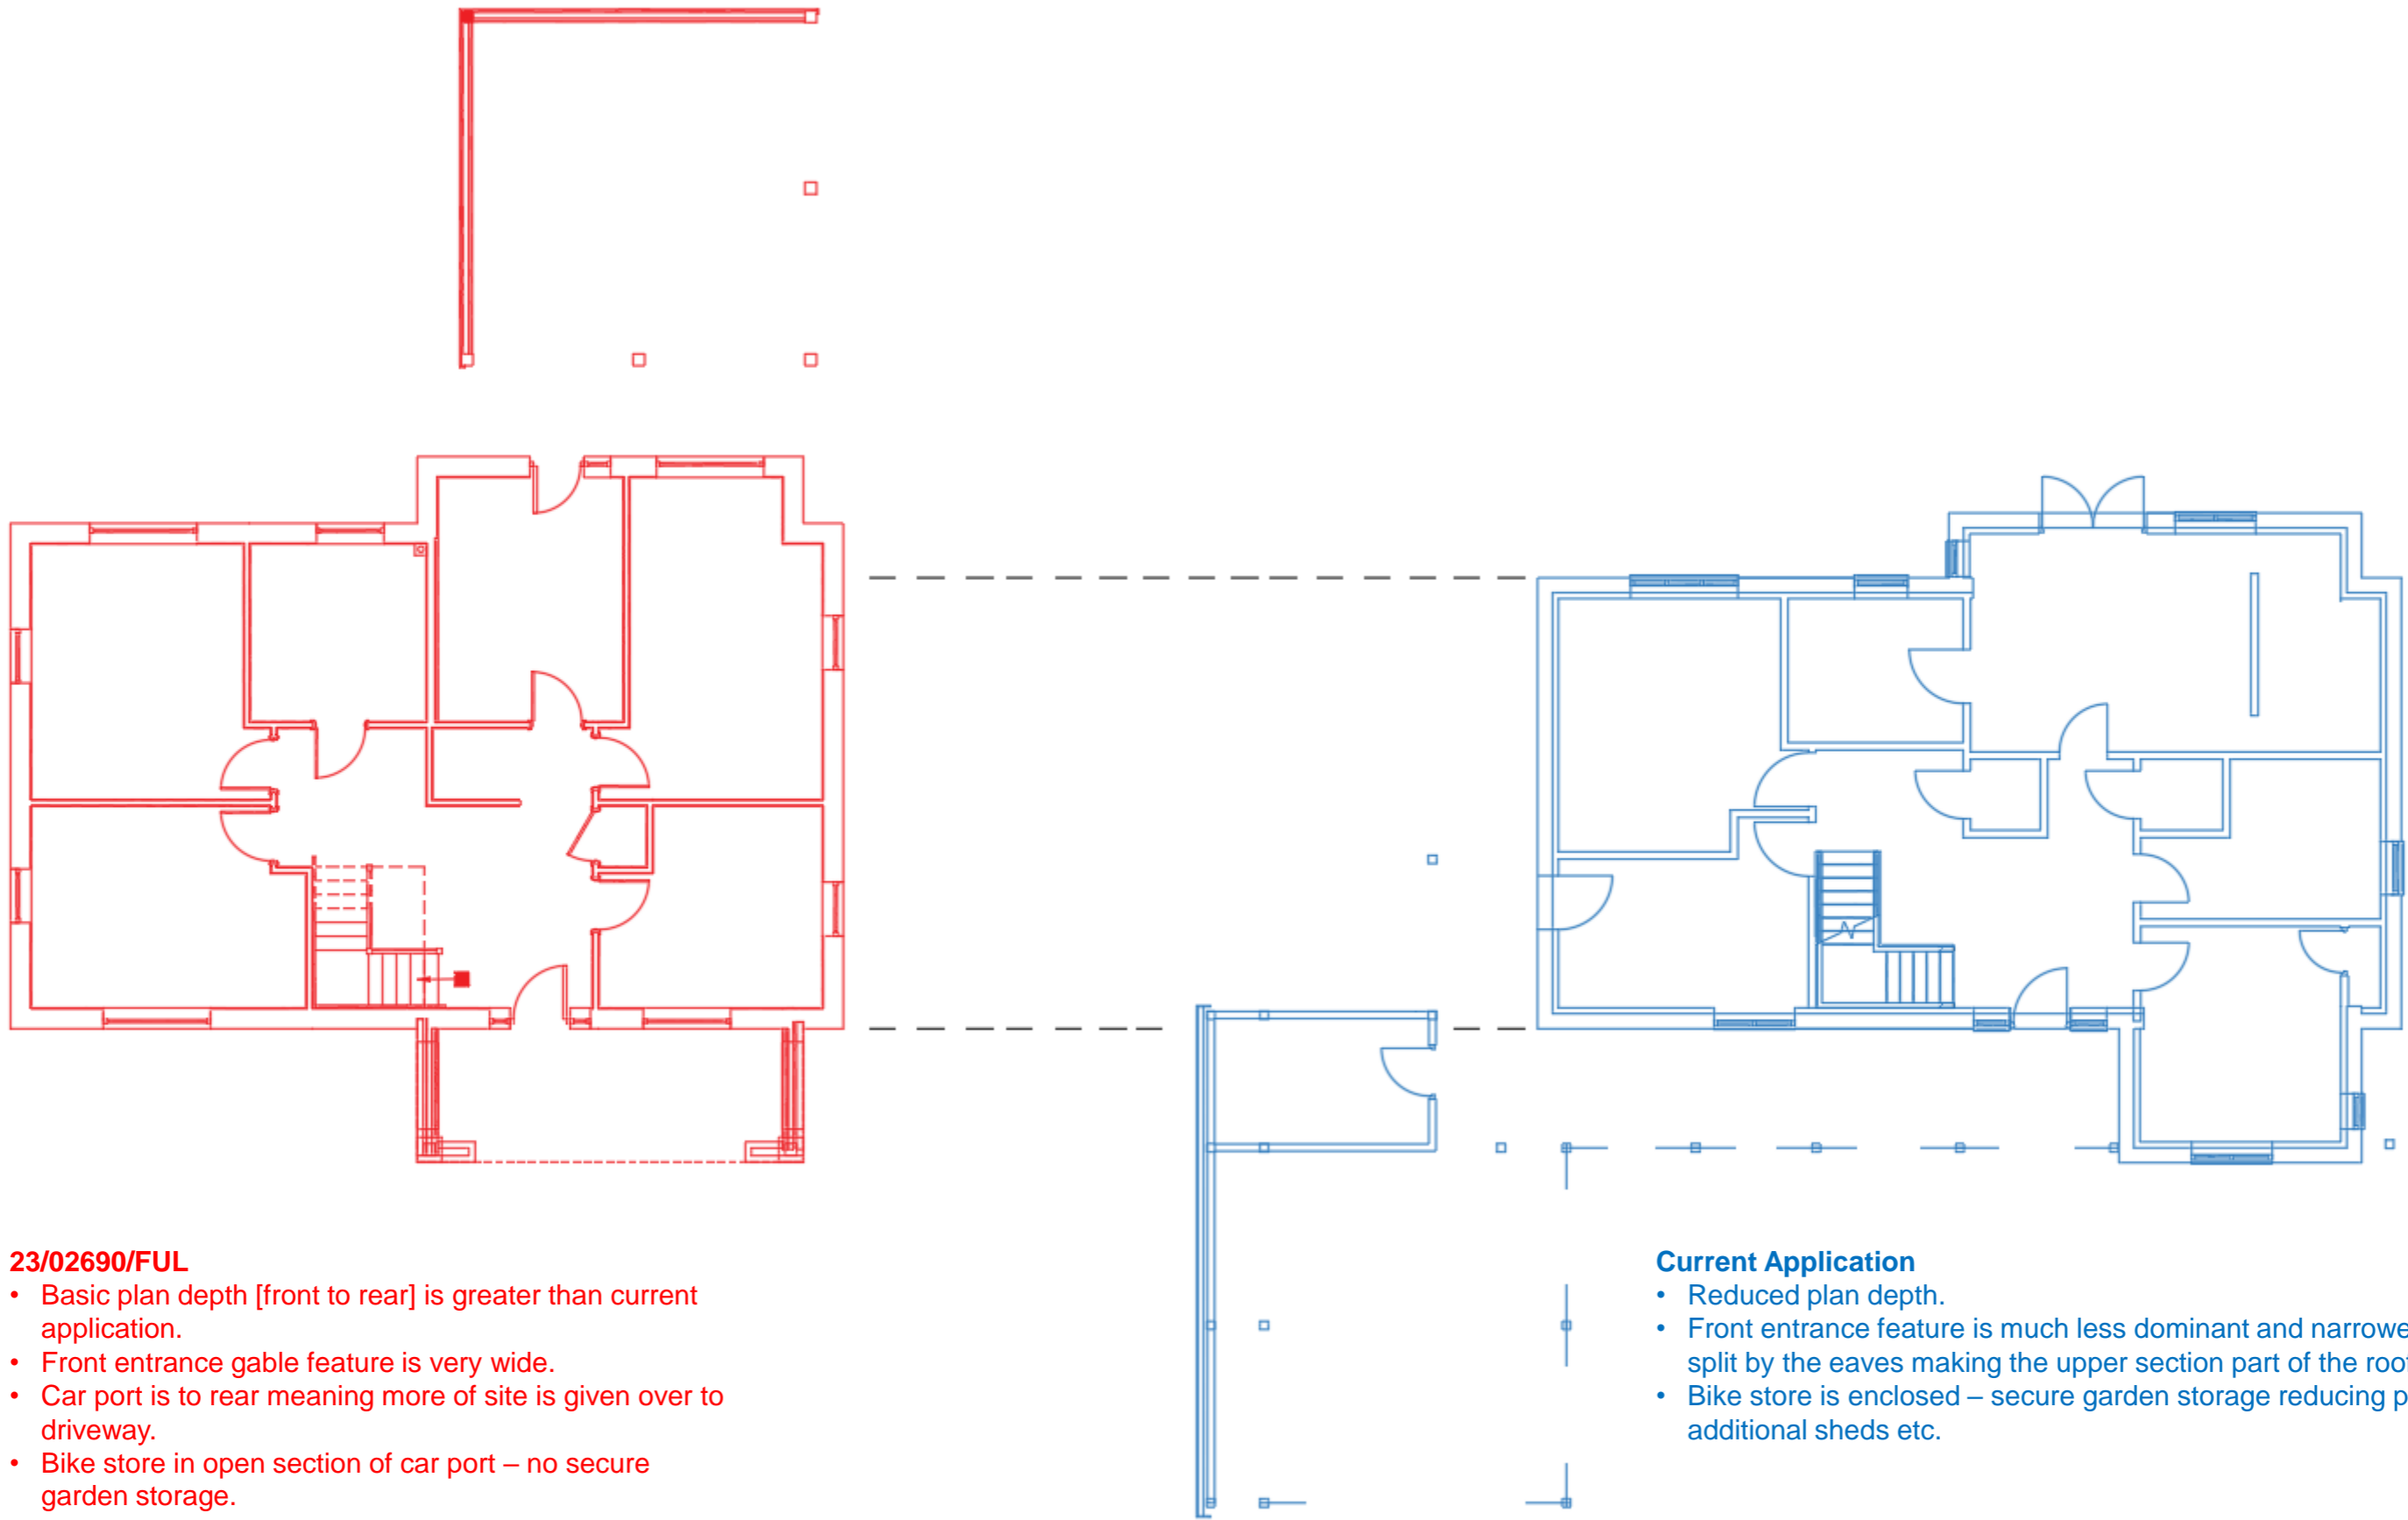 23/02690/FUL
• Basic plan depth [front to rear] is greater than current
application.
• Front entrance gable feature is very wide.
• Car port is to rear meaning more of site is given over to
driveway.
• Bike store in open section of car port – no secure
garden storage.
Current Application
• Reduced plan depth.
• Front entrance feature is much less dominant and
split by the eaves making the upper section part of the
• Bike store is enclosed – secure garden storage reducing
additional sheds etc.